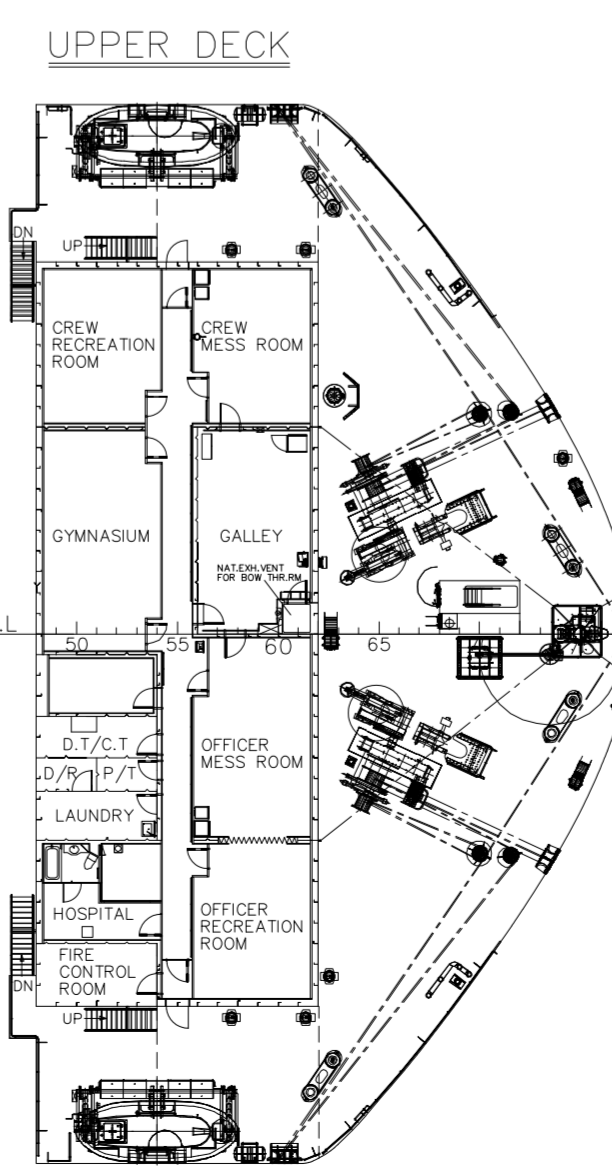 UPPER DECK
DN
UP
CREW
RECREATION
ROOM
CREW
MESS ROOM
GYMNASIUM
GALLEY
NAT.EXH.VENT
FOR BOW THR.RM
50
55
60
65
D.T/C.T
D/R
P/T
OFFICER
MESS ROOM
LAUNDRY
HOSPITAL
OFFICER
RECREATION
ROOM
FIRE
CONTROL
ROOM
DN
UP